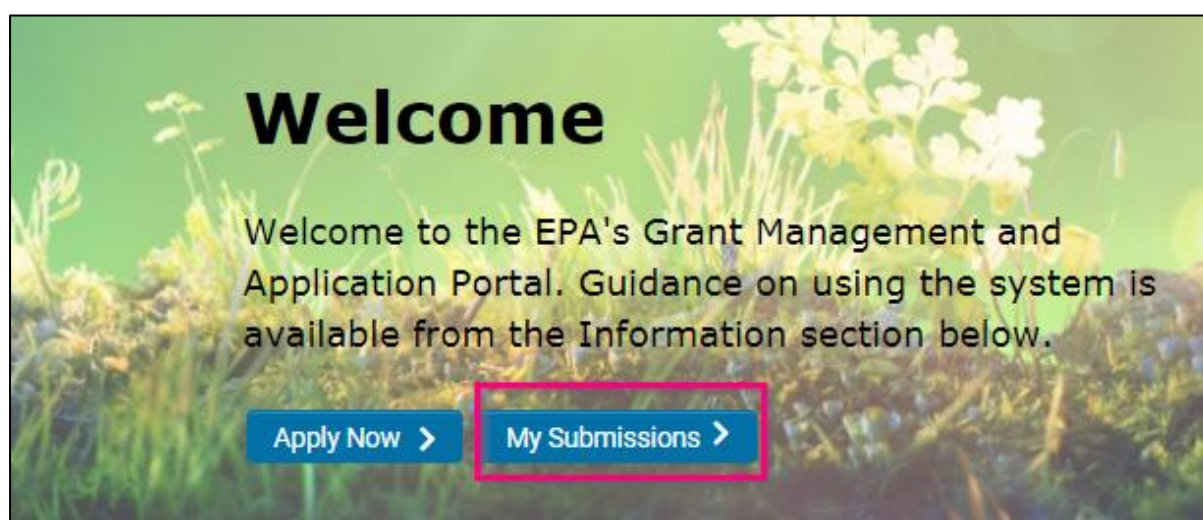 Welcome
Welcome to the EPA's Grant Management and
Application Portal. Guidance on using the system is
available from the Information section below.
Apply Now
My Submissions